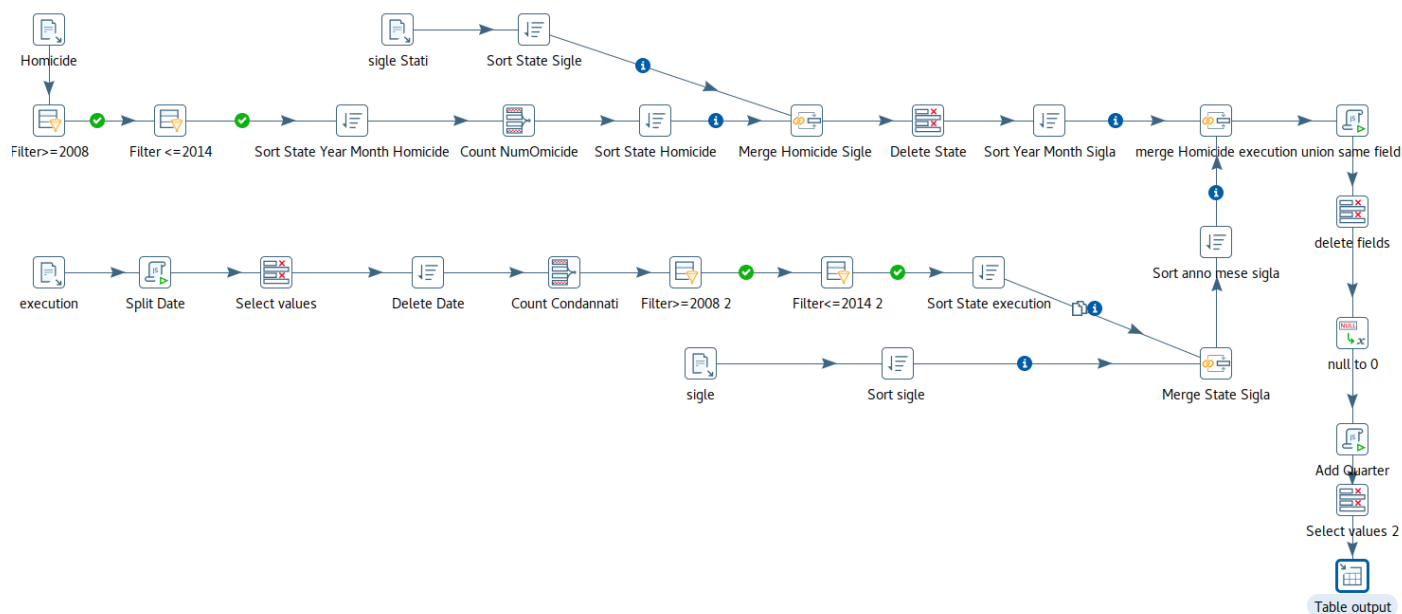 Homicide
sigle Stati
Sort State Sigle
Filter>=2008
Filter <=2014
Sort State Year Month Homicide
Count NumOmicide
Sort State Homicide
Merge Homicide Sigle
Delete State
Sort Year Month Sigla
merge Homicide execution
union same field
delete fields
execution
Split Date
Select values
Delete Date
Count Condannati
Filter>=2008 2
Filter<=2014 2
Sort State execution
Sort anno mese sigla
sigle
Sort sigle
Merge State Sigla
null to 0
Add Quarter
Select values 2
Table output